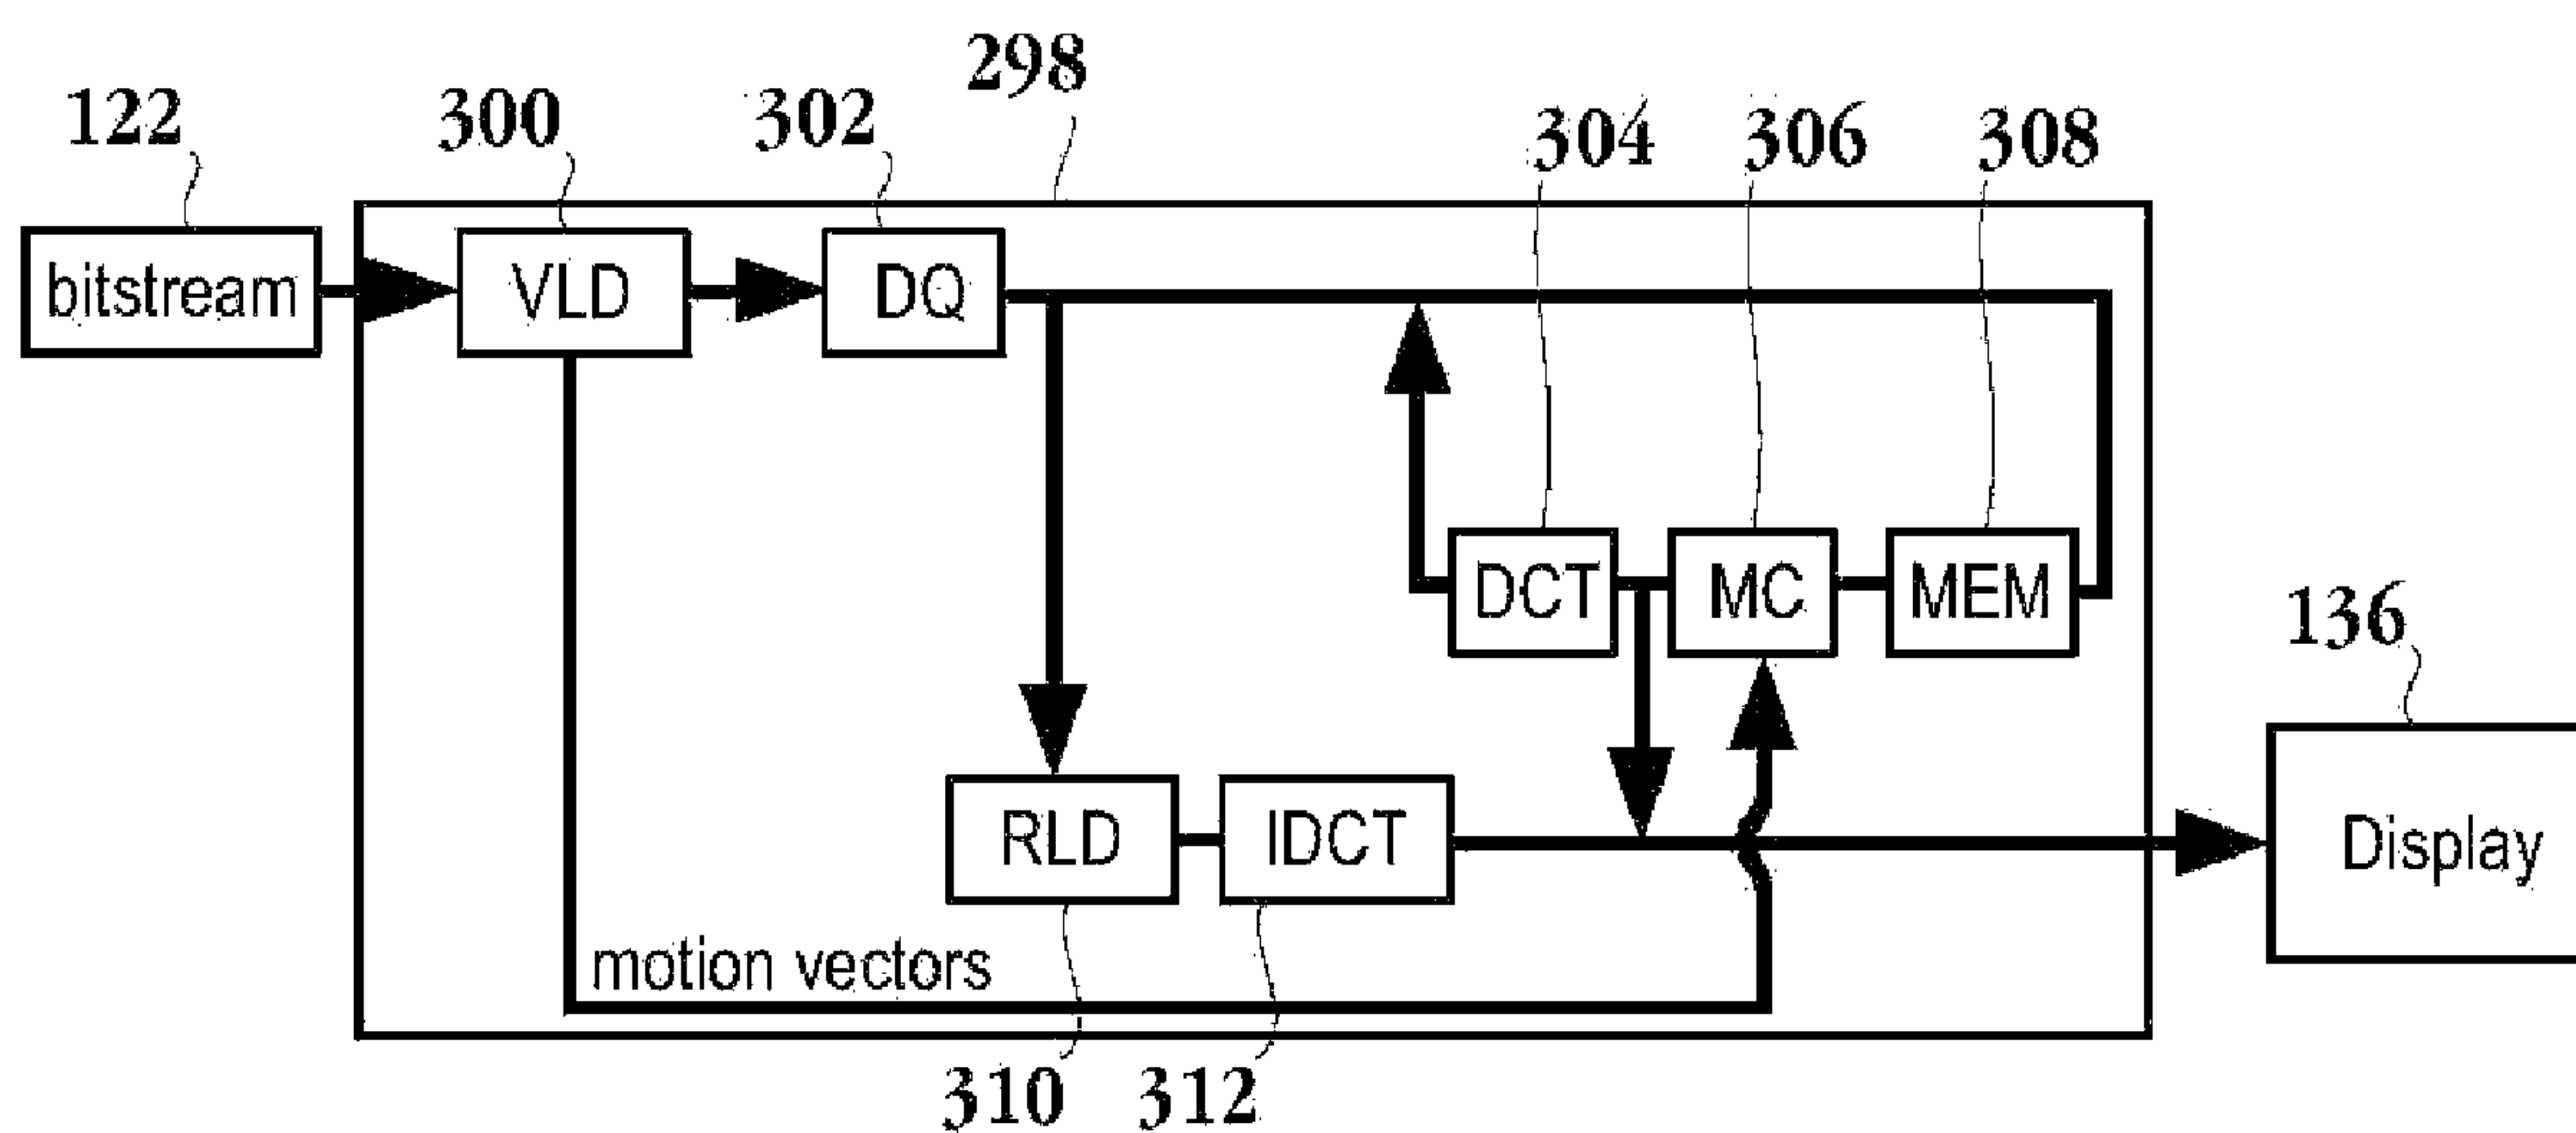 298
122 300 302 304 306 308
bitstream VLD DQ
DCT MC MEM
136
RLD IDCT Display
motion vectors
310 312